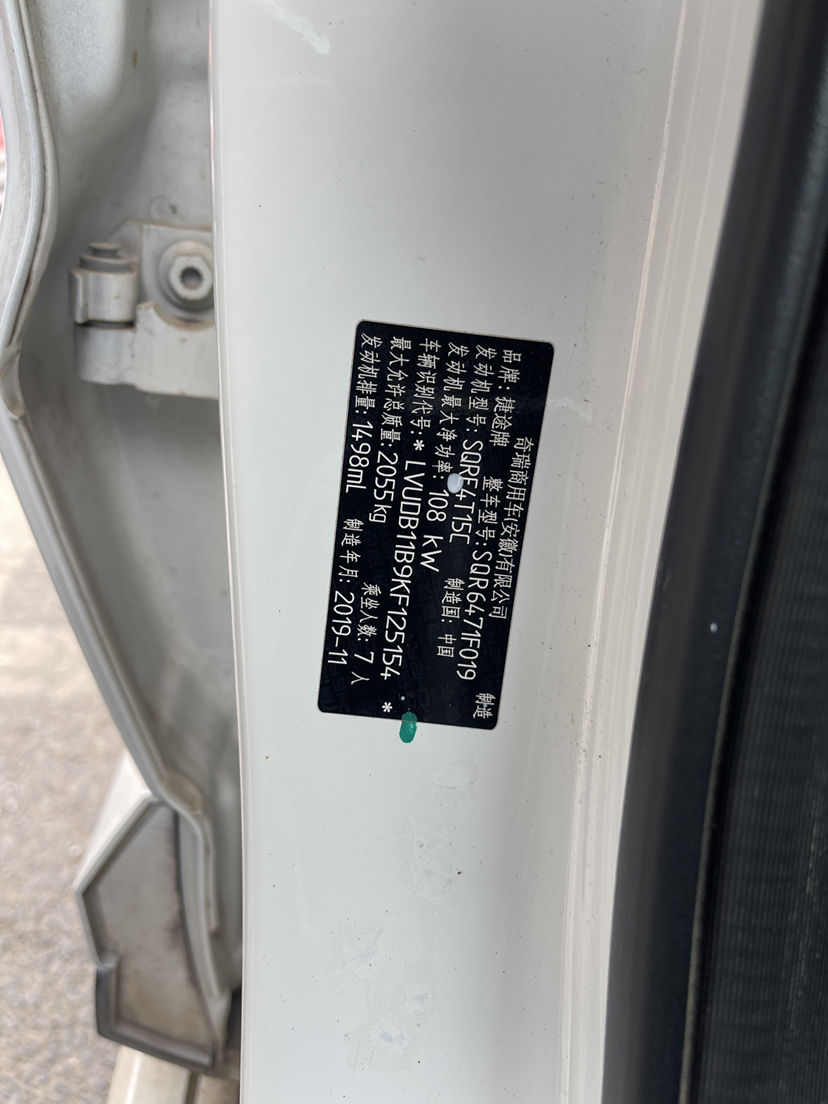 奇瑞商用车(安徽)有限公司 制造
品牌: 捷途牌 整车型号: SQR6471F019
发动机型号: SQRE4T15C 制造国: 中国
发动机最大净功率: 108 kW
车辆识别代号: * LVUDB11B9KF125154 *
最大允许总质量: 2055kg 乘坐人数: 7 人
发动机排量: 1498mL 制造年月: 2019-11